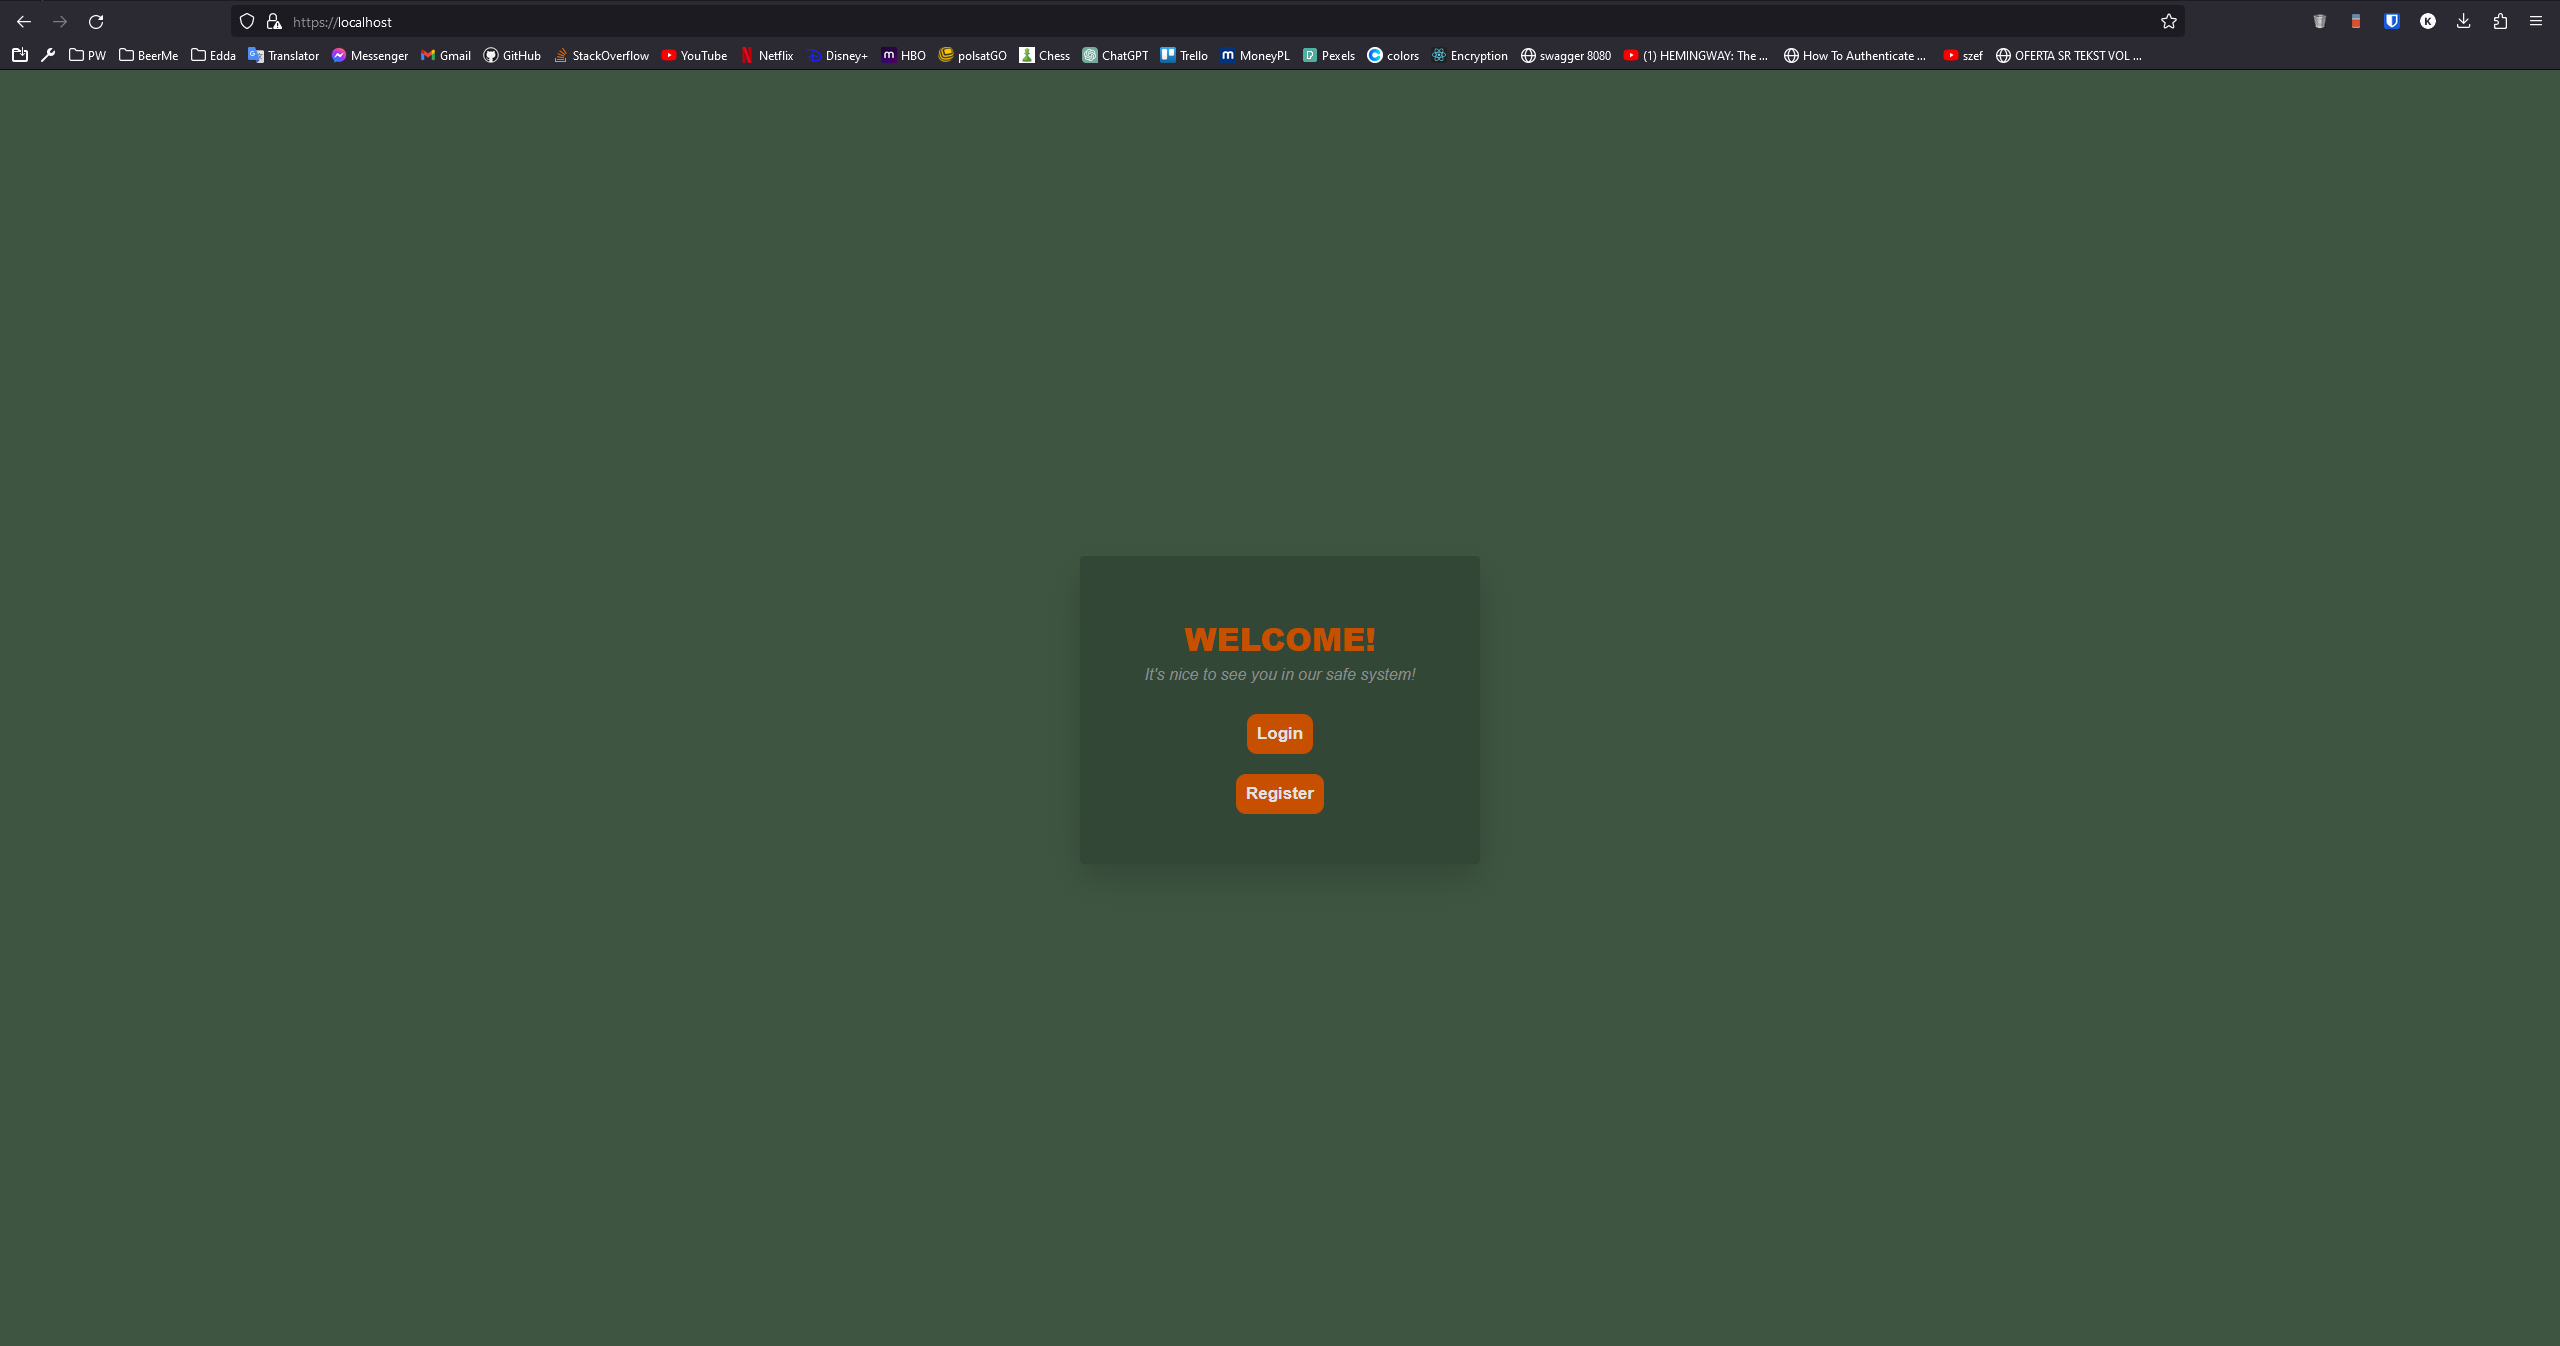 https://localhost
PW BeerMe Edda Translator Messenger Gmail GitHub StackOverflow YouTube Netflix Disney+ HBO polsatGO Chess ChatGPT Trello MoneyPL Pexels colors Encryption swagger 8080 (1) HEMINGWAY: The ... How To Authenticate ... szef OFERTA SR TEKST VOL ...
WELCOME!
It's nice to see you in our safe system!
Login
Register